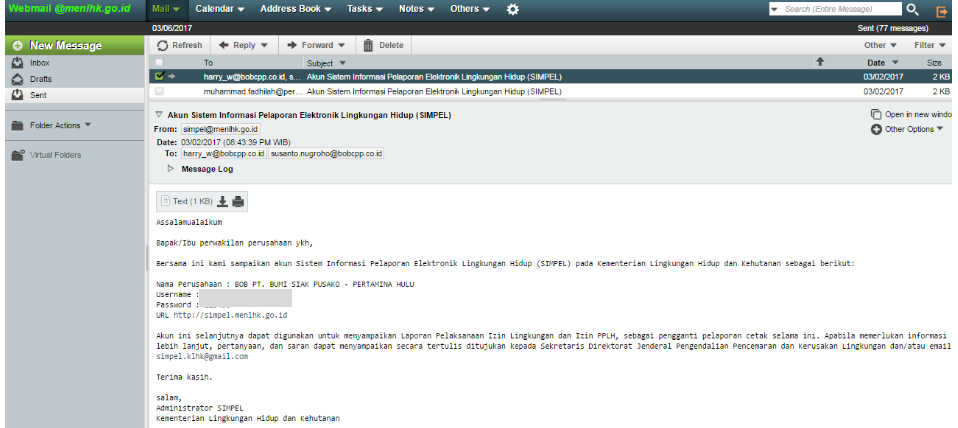 Webmail @menlhk.go.id
Mail Calendar Address Book Tasks Notes Others Search (Entire Message)
03/06/2017 Sent (77 messages)
New Message Refresh Reply Forward Delete Other Filter
Inbox
Drafts
Sent
Folder Actions
Virtual Folders
To Subject Date Size
harry_w@bobcpp.co.id, s... Akun Sistem Informasi Pelaporan Elektronik Lingkungan Hidup (SIMPEL) 03/02/2017 2 KB
muhammad.fadhilah@per... Akun Sistem Informasi Pelaporan Elektronik Lingkungan Hidup (SIMPEL) 03/02/2017 2 KB
Akun Sistem Informasi Pelaporan Elektronik Lingkungan Hidup (SIMPEL) Open in new windo
From: simpel@menlhk.go.id Other Options
Date: 03/02/2017 (08:43:39 PM WIB)
To: harry_w@bobcpp.co.id susanto.nugroho@bobcpp.co.id
Message Log
Text (1 KB)
Assalamualaikum
Bapak/Ibu perwakilan perusahaan ykh,
Bersama ini kami sampaikan akun Sistem Informasi Pelaporan Elektronik Lingkungan Hidup (SIMPEL) pada Kementerian Lingkungan Hidup dan Kehutanan sebagai berikut:
Nama Perusahaan : BOB PT. BUMI SIAK PUSAKO - PERTAMINA HULU
Username :
Password :
URL http://simpel.menlhk.go.id
Akun ini selanjutnya dapat digunakan untuk menyampaikan Laporan Pelaksanaan Izin Lingkungan dan Izin PPLH, sebagai pengganti pelaporan cetak selama ini. Apabila memerlukan informasi
lebih lanjut, pertanyaan, dan saran dapat menyampaikan secara tertulis ditujukan kepada Sekretaris Direktorat Jenderal Pengendalian Pencemaran dan Kerusakan Lingkungan dan/atau email
simpel.klhk@gmail.com
Terima kasih.
salam,
Administrator SIMPEL
Kementerian Lingkungan Hidup dan Kehutanan